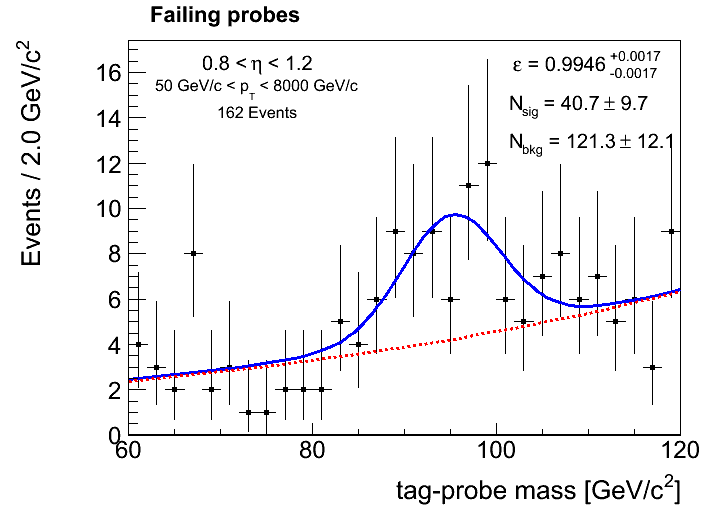 Failing probes
Events / 2.0 GeV/c²
0.8 < η < 1.2
50 GeV/c < p_T < 8000 GeV/c
162 Events
ε = 0.9946 +0.0017 -0.0017
N_sig = 40.7 ± 9.7
N_bkg = 121.3 ± 12.1
16
14
12
10
8
6
4
2
0
60 80 100 120
tag-probe mass [GeV/c²]